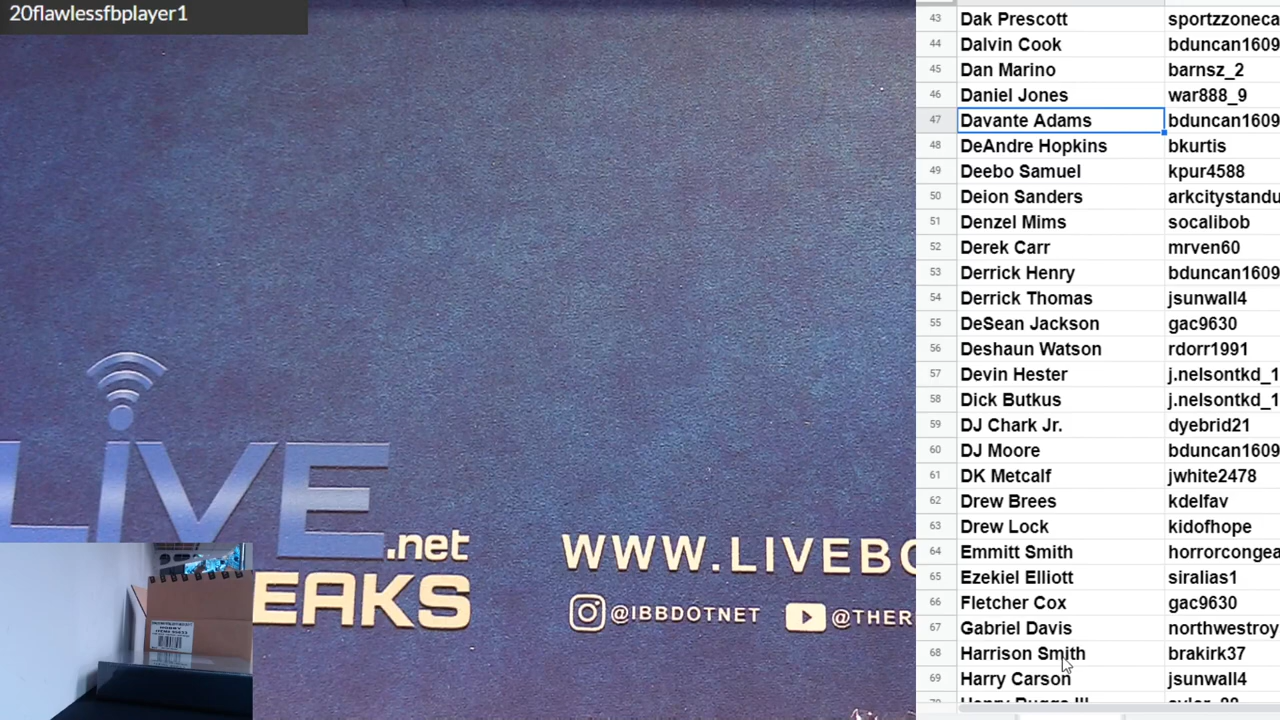 20flawlessfbplayer1
LIVE
.net
EAKS
WWW.LIVEBO
@IBBDOTNET
@THER
43 Dak Prescott sportzzoneca
44 Dalvin Cook bduncan1609
45 Dan Marino barnsz_2
46 Daniel Jones war888_9
47 Davante Adams bduncan1609
48 DeAndre Hopkins bkurtis
49 Deebo Samuel kpur4588
50 Deion Sanders arkcitystandu
51 Denzel Mims socalibob
52 Derek Carr mrven60
53 Derrick Henry bduncan1609
54 Derrick Thomas jsunwall4
55 DeSean Jackson gac9630
56 Deshaun Watson rdorr1991
57 Devin Hester j.nelsontkd_1
58 Dick Butkus j.nelsontkd_1
59 DJ Chark Jr. dyebrid21
60 DJ Moore bduncan1609
61 DK Metcalf jwhite2478
62 Drew Brees kdelfav
63 Drew Lock kidofhope
64 Emmitt Smith horrorcongea
65 Ezekiel Elliott siralias1
66 Fletcher Cox gac9630
67 Gabriel Davis northwestroy
68 Harrison Smith brakirk37
69 Harry Carson jsunwall4